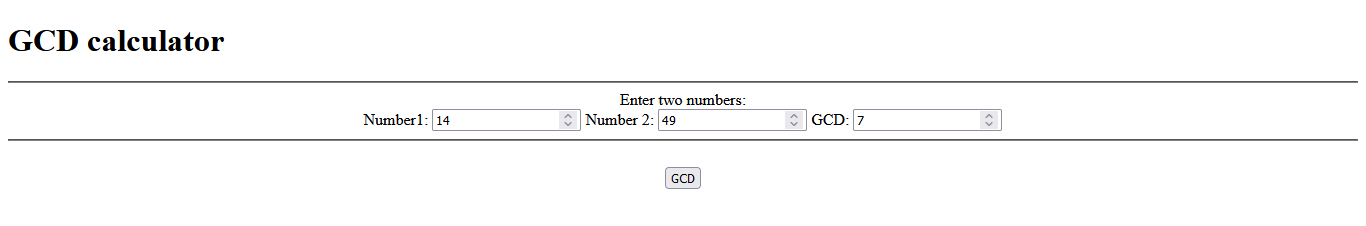 GCD calculator
Enter two numbers:
Number1: 14 Number 2: 49 GCD: 7
GCD